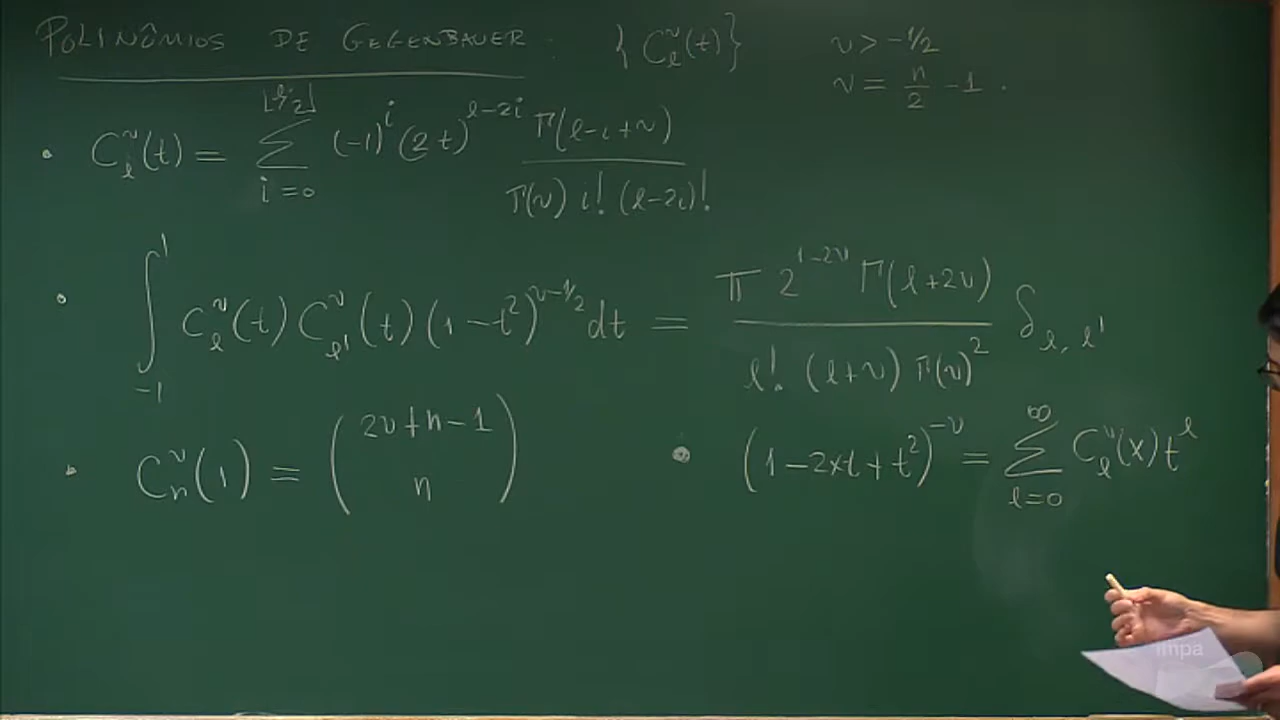 POLINÔMIOS DE GEGENBAUER : { C_ℓ^ν(t) } ν > -1/2
ν = n/2 - 1 .
• C_ℓ^ν(t) = ∑_{i=0}^{⌊ℓ/2⌋} (-1)^i (2t)^{ℓ-2i} Γ(ℓ-i+ν) / Γ(ν) i! (ℓ-2i)!
• ∫_{-1}^{1} C_ℓ^ν(t) C_{ℓ'}^ν(t) (1-t²)^{ν-1/2} dt = π 2^{1-2ν} Γ(ℓ+2ν) / ℓ! (ℓ+ν) Γ(ν)² δ_{ℓ,ℓ'}
• C_n^ν(1) = (2ν+n-1 n)
• (1-2xt+t²)^{-ν} = ∑_{ℓ=0}^{∞} C_ℓ^ν(x) t^ℓ
impa